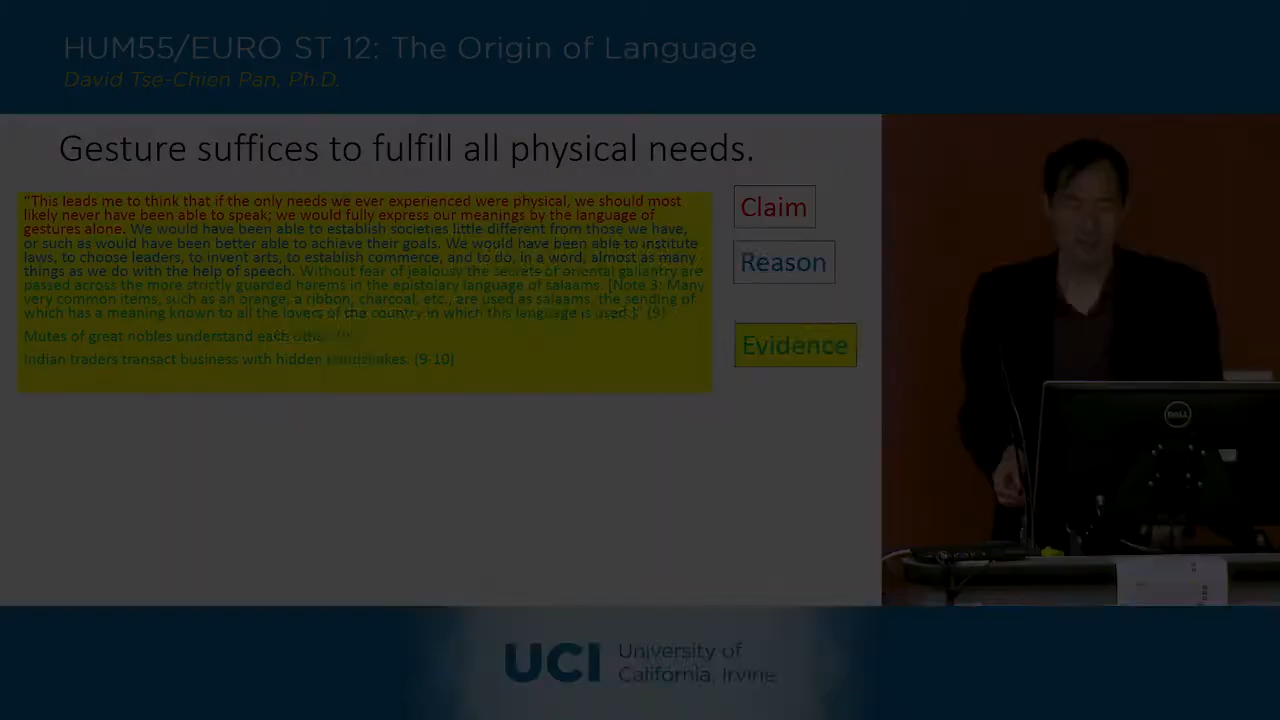 HUM55/EURO ST 12: The Origin of Language
David Tse-Chien Pan, Ph.D.
Gesture suffices to fulfill all physical needs.
“This leads me to think that if the only needs we ever experienced were physical, we should most
likely never have been able to speak; we would fully express our meanings by the language of
gestures alone. We would have been able to establish societies little different from those we have,
or such as would have been better able to achieve their goals. We would have been able to institute
laws, to choose leaders, to invent arts, to establish commerce, and to do, in a word, almost as many
things as we do with the help of speech. Without fear of jealousy the secrets of oriental gallantry are
passed across the more strictly guarded harems in the epistolary language of salaams. [Note 3: Many
very common items, such as an orange, a ribbon, charcoal, etc., are used as salaams, the sending of
which has a meaning known to all the lovers of the country in which this language is used.]” (9)
Mutes of great nobles understand each other
Indian traders transact business with hidden handshakes. (9-10)
Claim
Reason
Evidence
DELL
UCI
University of
California, Irvine